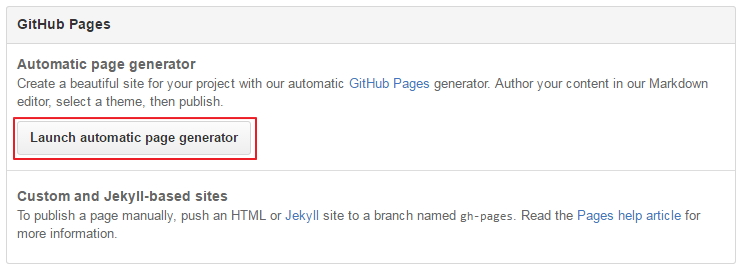 GitHub Pages
Automatic page generator
Create a beautiful site for your project with our automatic GitHub Pages generator. Author your content in our Markdown
editor, select a theme, then publish.
Launch automatic page generator
Custom and Jekyll-based sites
To publish a page manually, push an HTML or Jekyll site to a branch named gh-pages. Read the Pages help article for
more information.